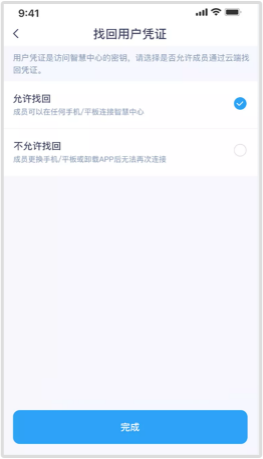 9:41
找回用户凭证
用户凭证是访问智慧中心的密钥，请选择是否允许成员通过云端找
回凭证。
允许找回
成员可以在任何手机/平板连接智慧中心
不允许找回
成员更换手机/平板或卸载APP后无法再次连接
完成